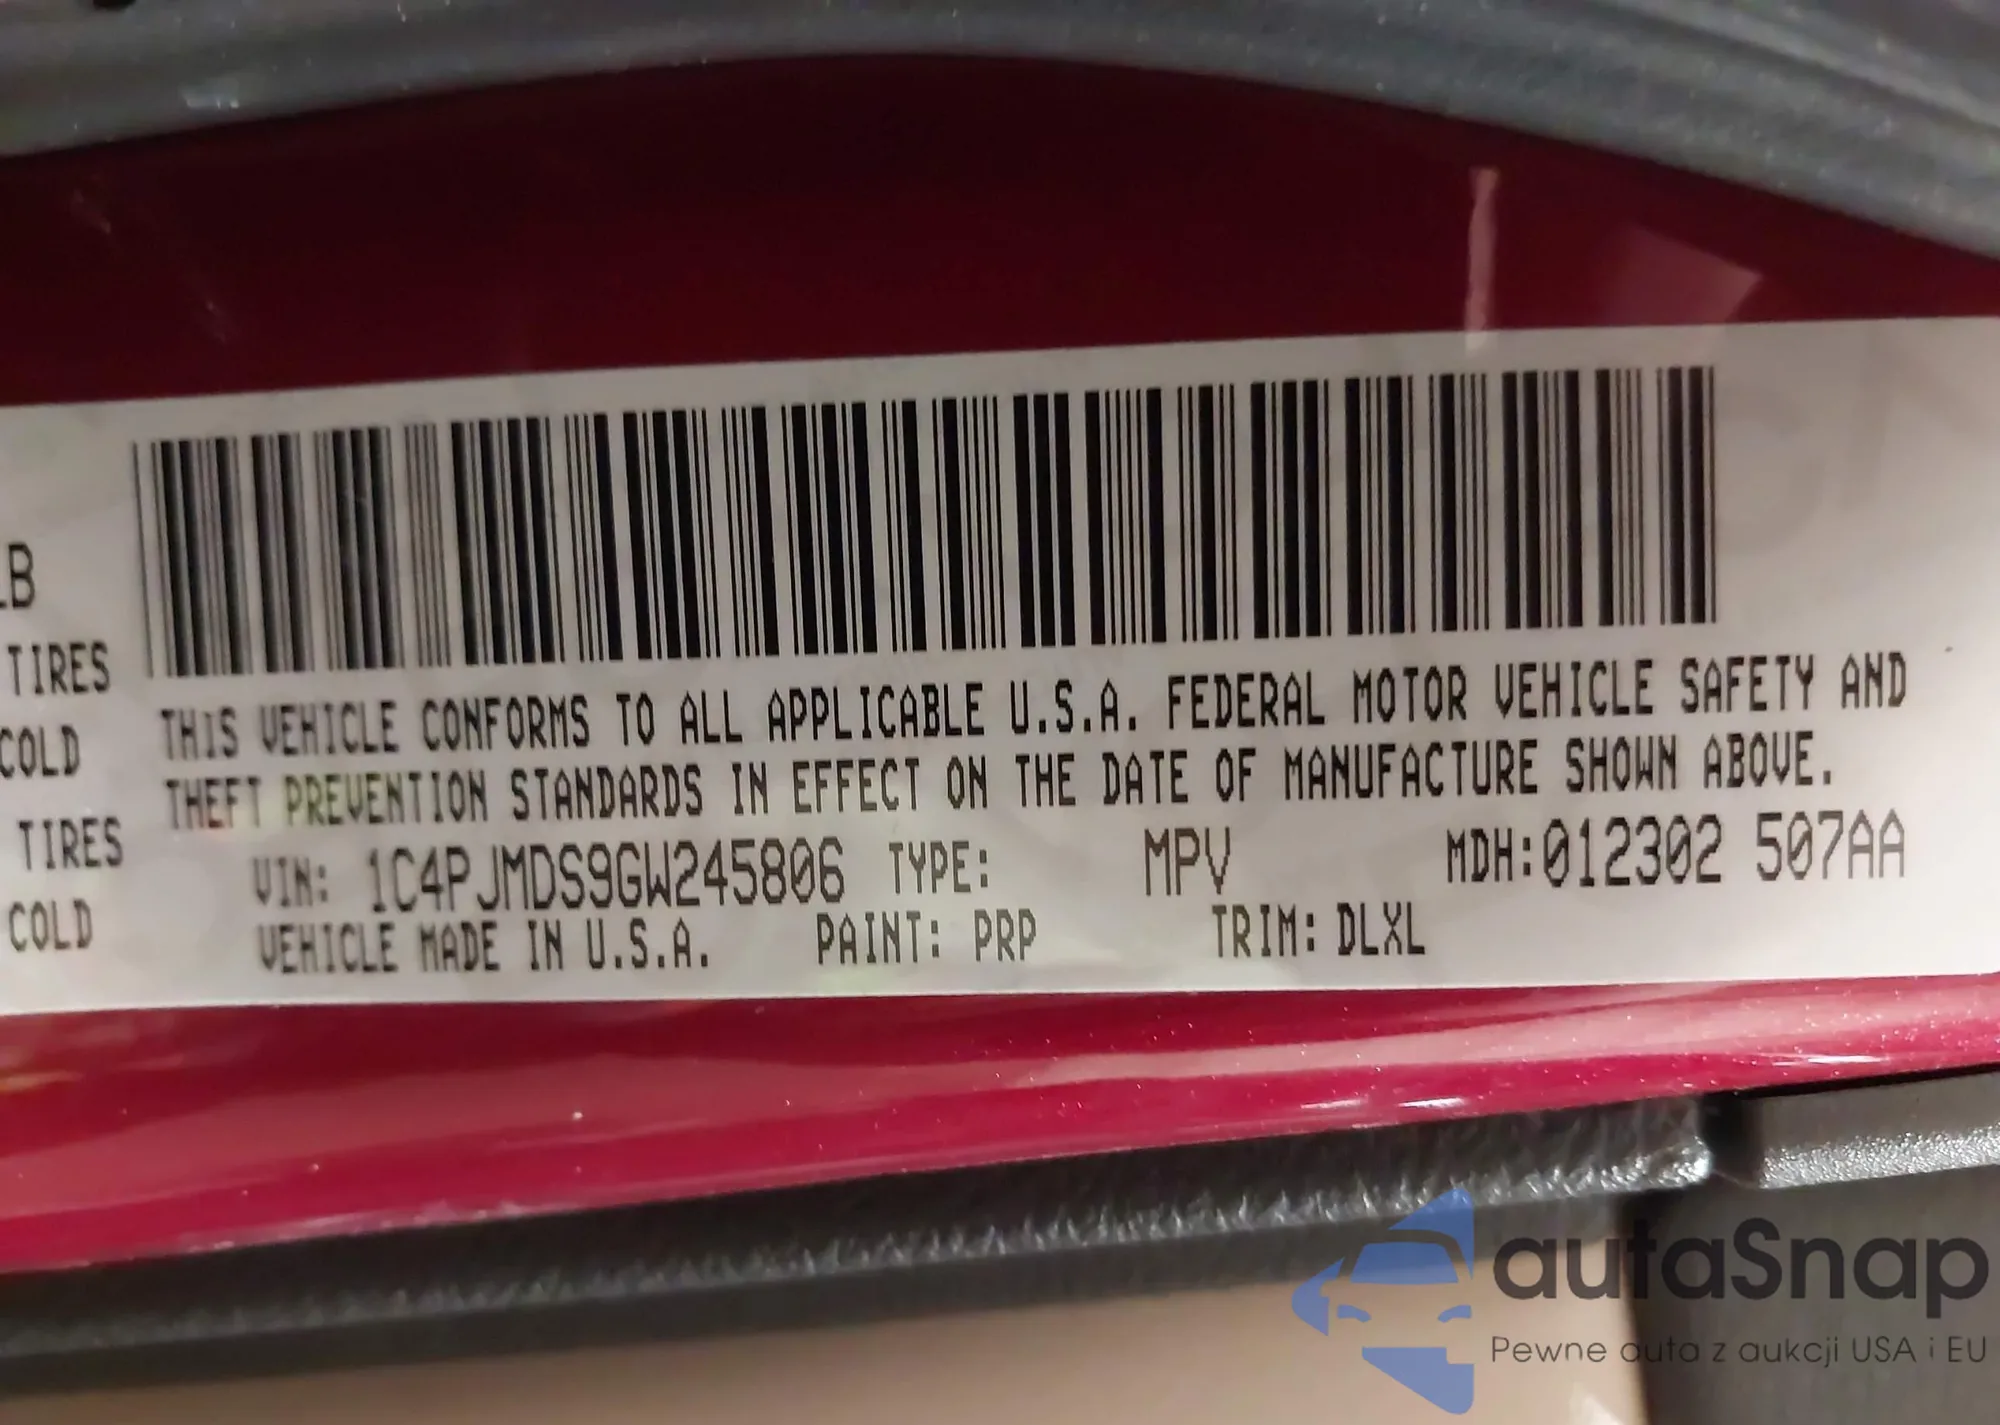 LB
TIRES
COLD
TIRES
COLD
THIS VEHICLE CONFORMS TO ALL APPLICABLE U.S.A. FEDERAL MOTOR VEHICLE SAFETY AND
THEFT PREVENTION STANDARDS IN EFFECT ON THE DATE OF MANUFACTURE SHOWN ABOVE.
VIN: 1C4PJMDS9GW245806 TYPE: MPV MDH:012302 507AA
VEHICLE MADE IN U.S.A. PAINT: PRP TRIM: DLXL
autaSnap
Pewne auta z aukcji USA i EU